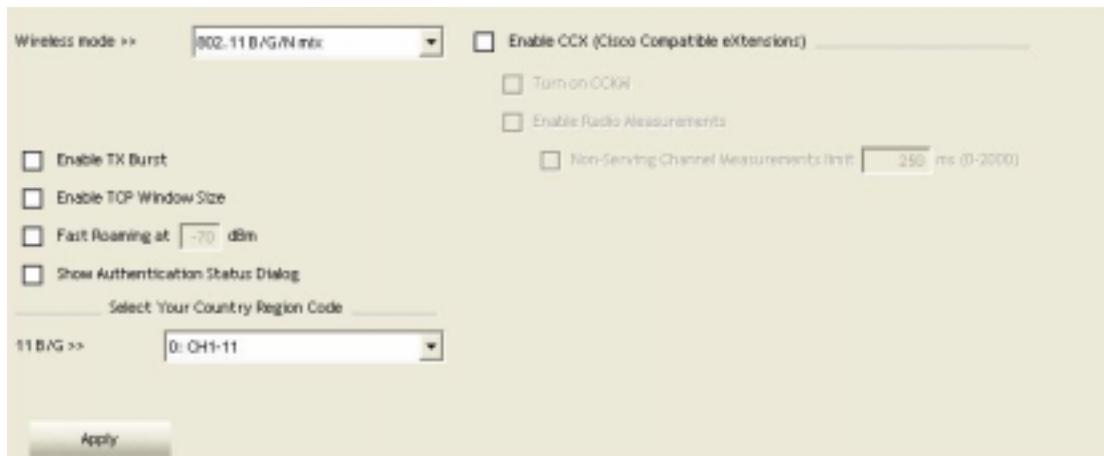 Wireless mode >> 802.11 B/G/N mix
Enable CCX (Cisco Compatible eXtensions)
Turn on CCKM
Enable Radio Measurements
Non-Serving Channel Measurements limit 250 ms (0-2000)
Enable TX Burst
Enable TCP Window Size
Fast Roaming at -70 dBm
Show Authentication Status Dialog
Select Your Country Region Code
11 B/G >> 0: CH1-11
Apply